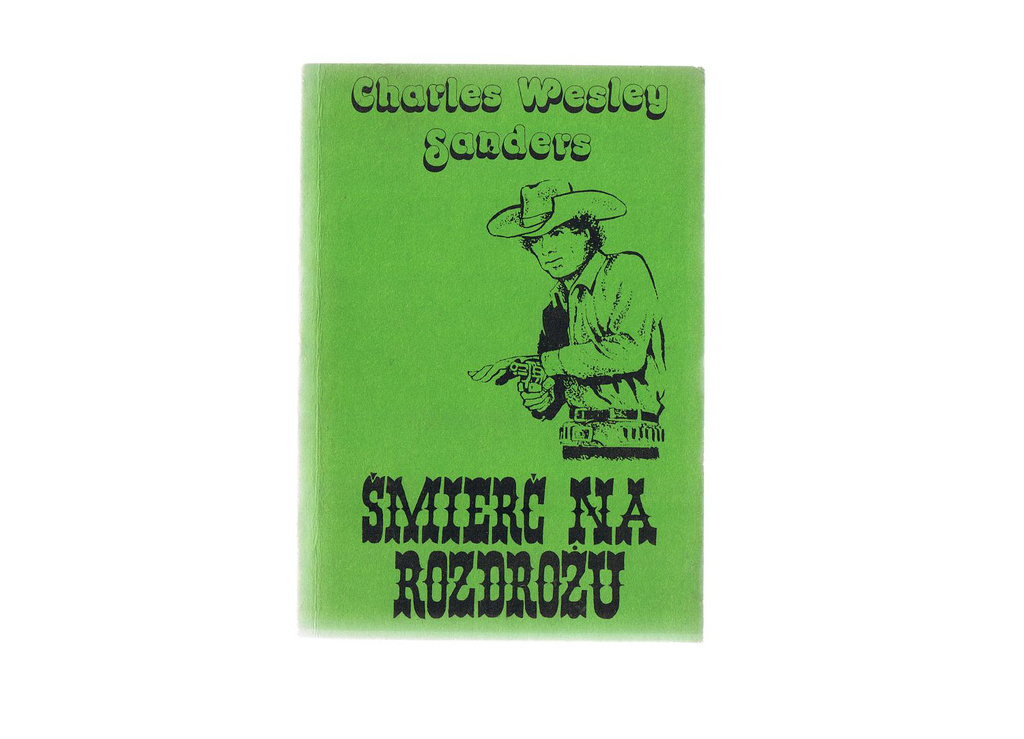 Charles Wesley
Sanders
ŚMIERĆ NA
ROZDROŻU